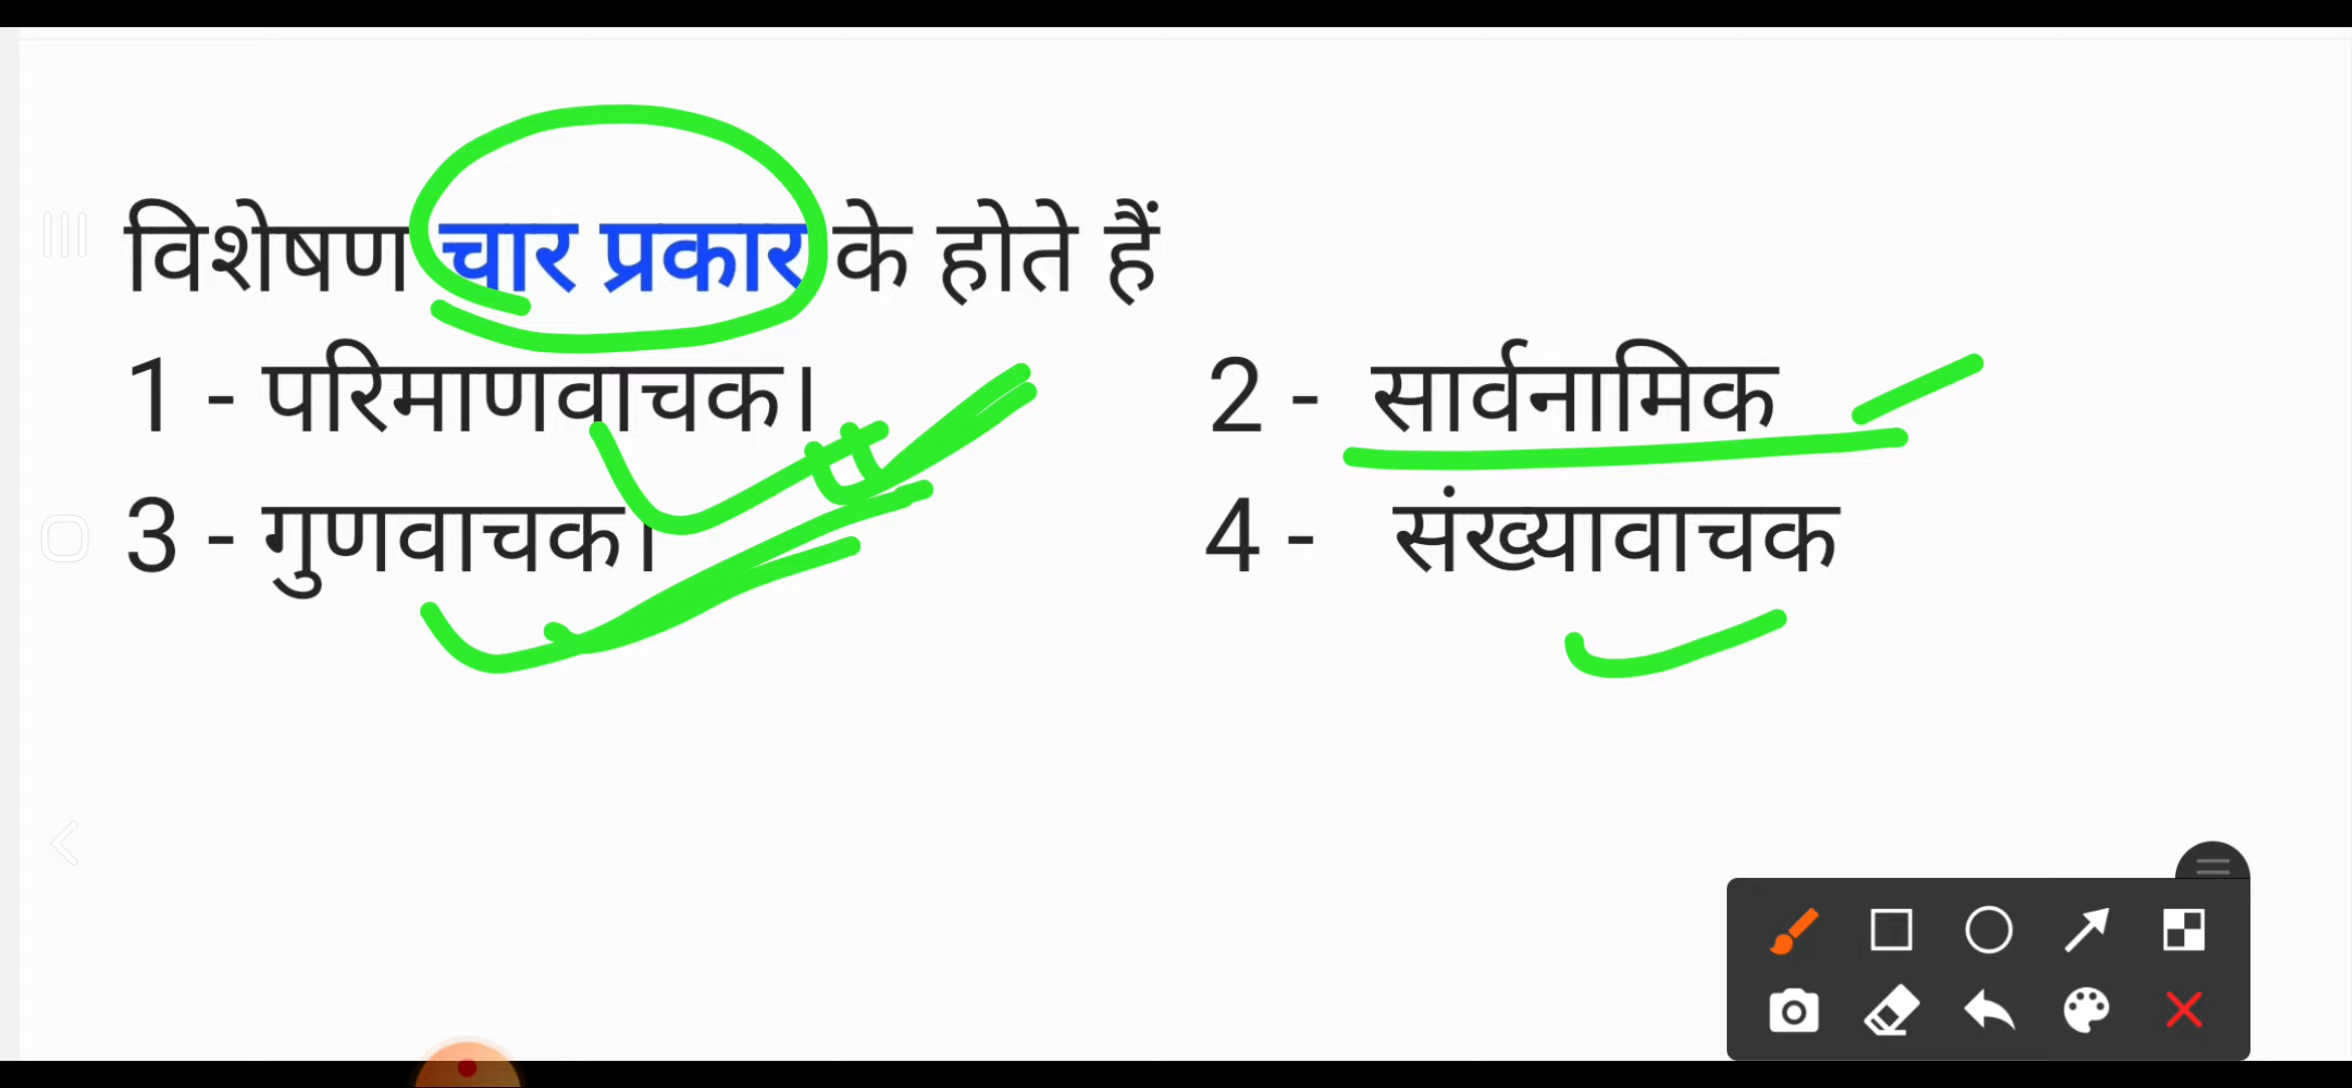 विशेषण चार प्रकार के होते हैं
1 - परिमाणवाचक। 2 - सार्वनामिक
3 - गुणवाचक। 4 - संख्यावाचक